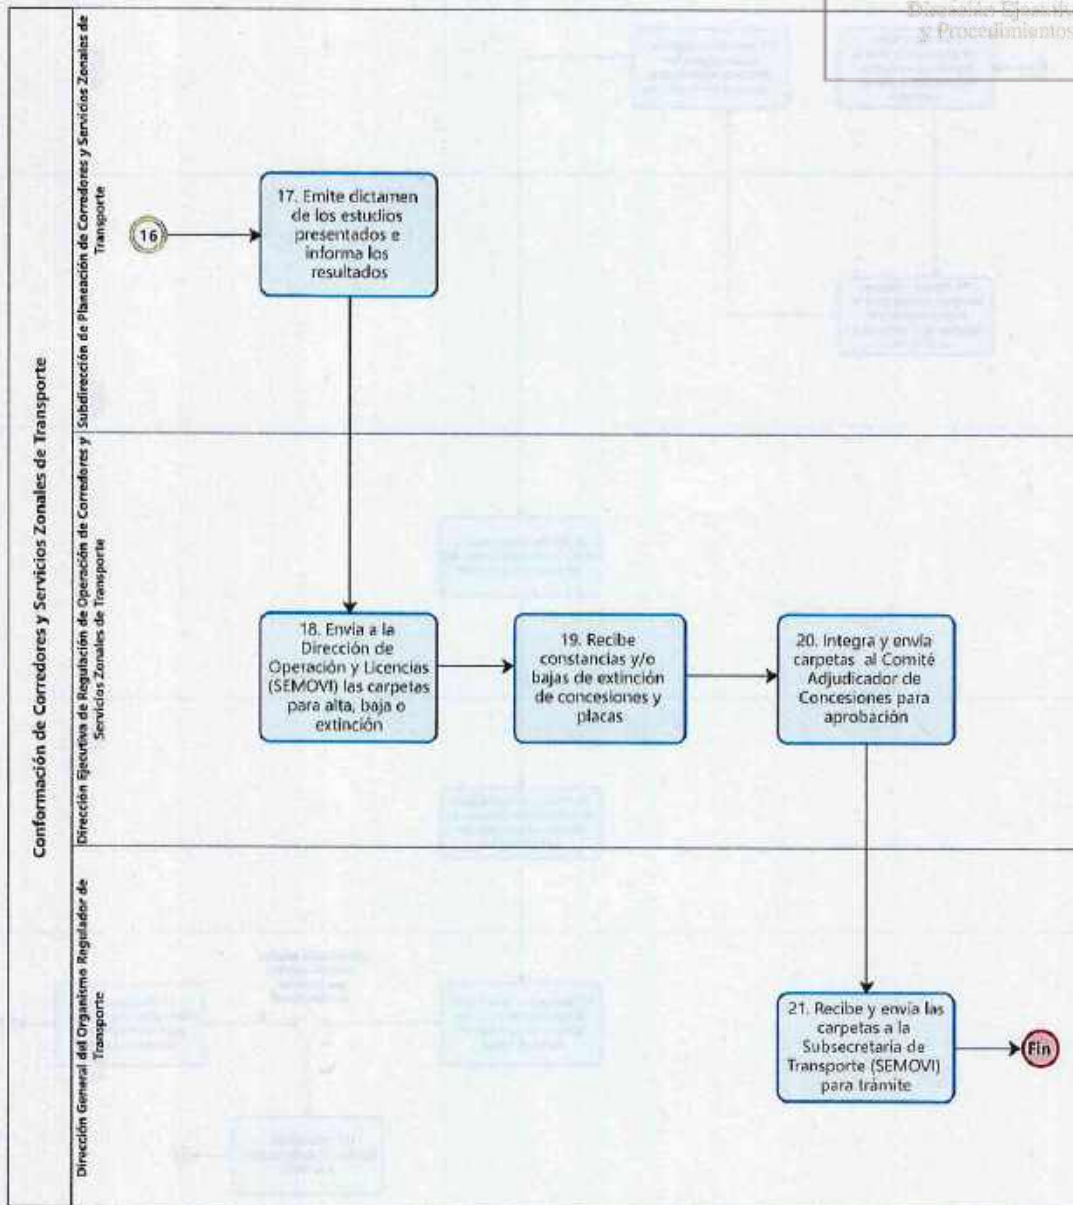 Dirección Ejecutiva
y Procedimientos
Conformación de Corredores y Servicios Zonales de Transporte
Subdirección de Planeación de Corredores y Servicios Zonales de
Transporte
16
17. Emite dictamen
de los estudios
presentados e
informa los
resultados
Dirección Ejecutiva de Regulación de Operación de Corredores y
Servicios Zonales de Transporte
18. Envía a la
Dirección de
Operación y Licencias
(SEMOVI) las carpetas
para alta, baja o
extinción
19. Recibe
constancias y/o
bajas de extinción
de concesiones y
placas
20. Integra y envía
carpetas al Comité
Adjudicador de
Concesiones para
aprobación
Dirección General del Organismo Regulador de
Transporte
21. Recibe y envía las
carpetas a la
Subsecretaria de
Transporte (SEMOVI)
para trámite
Fin